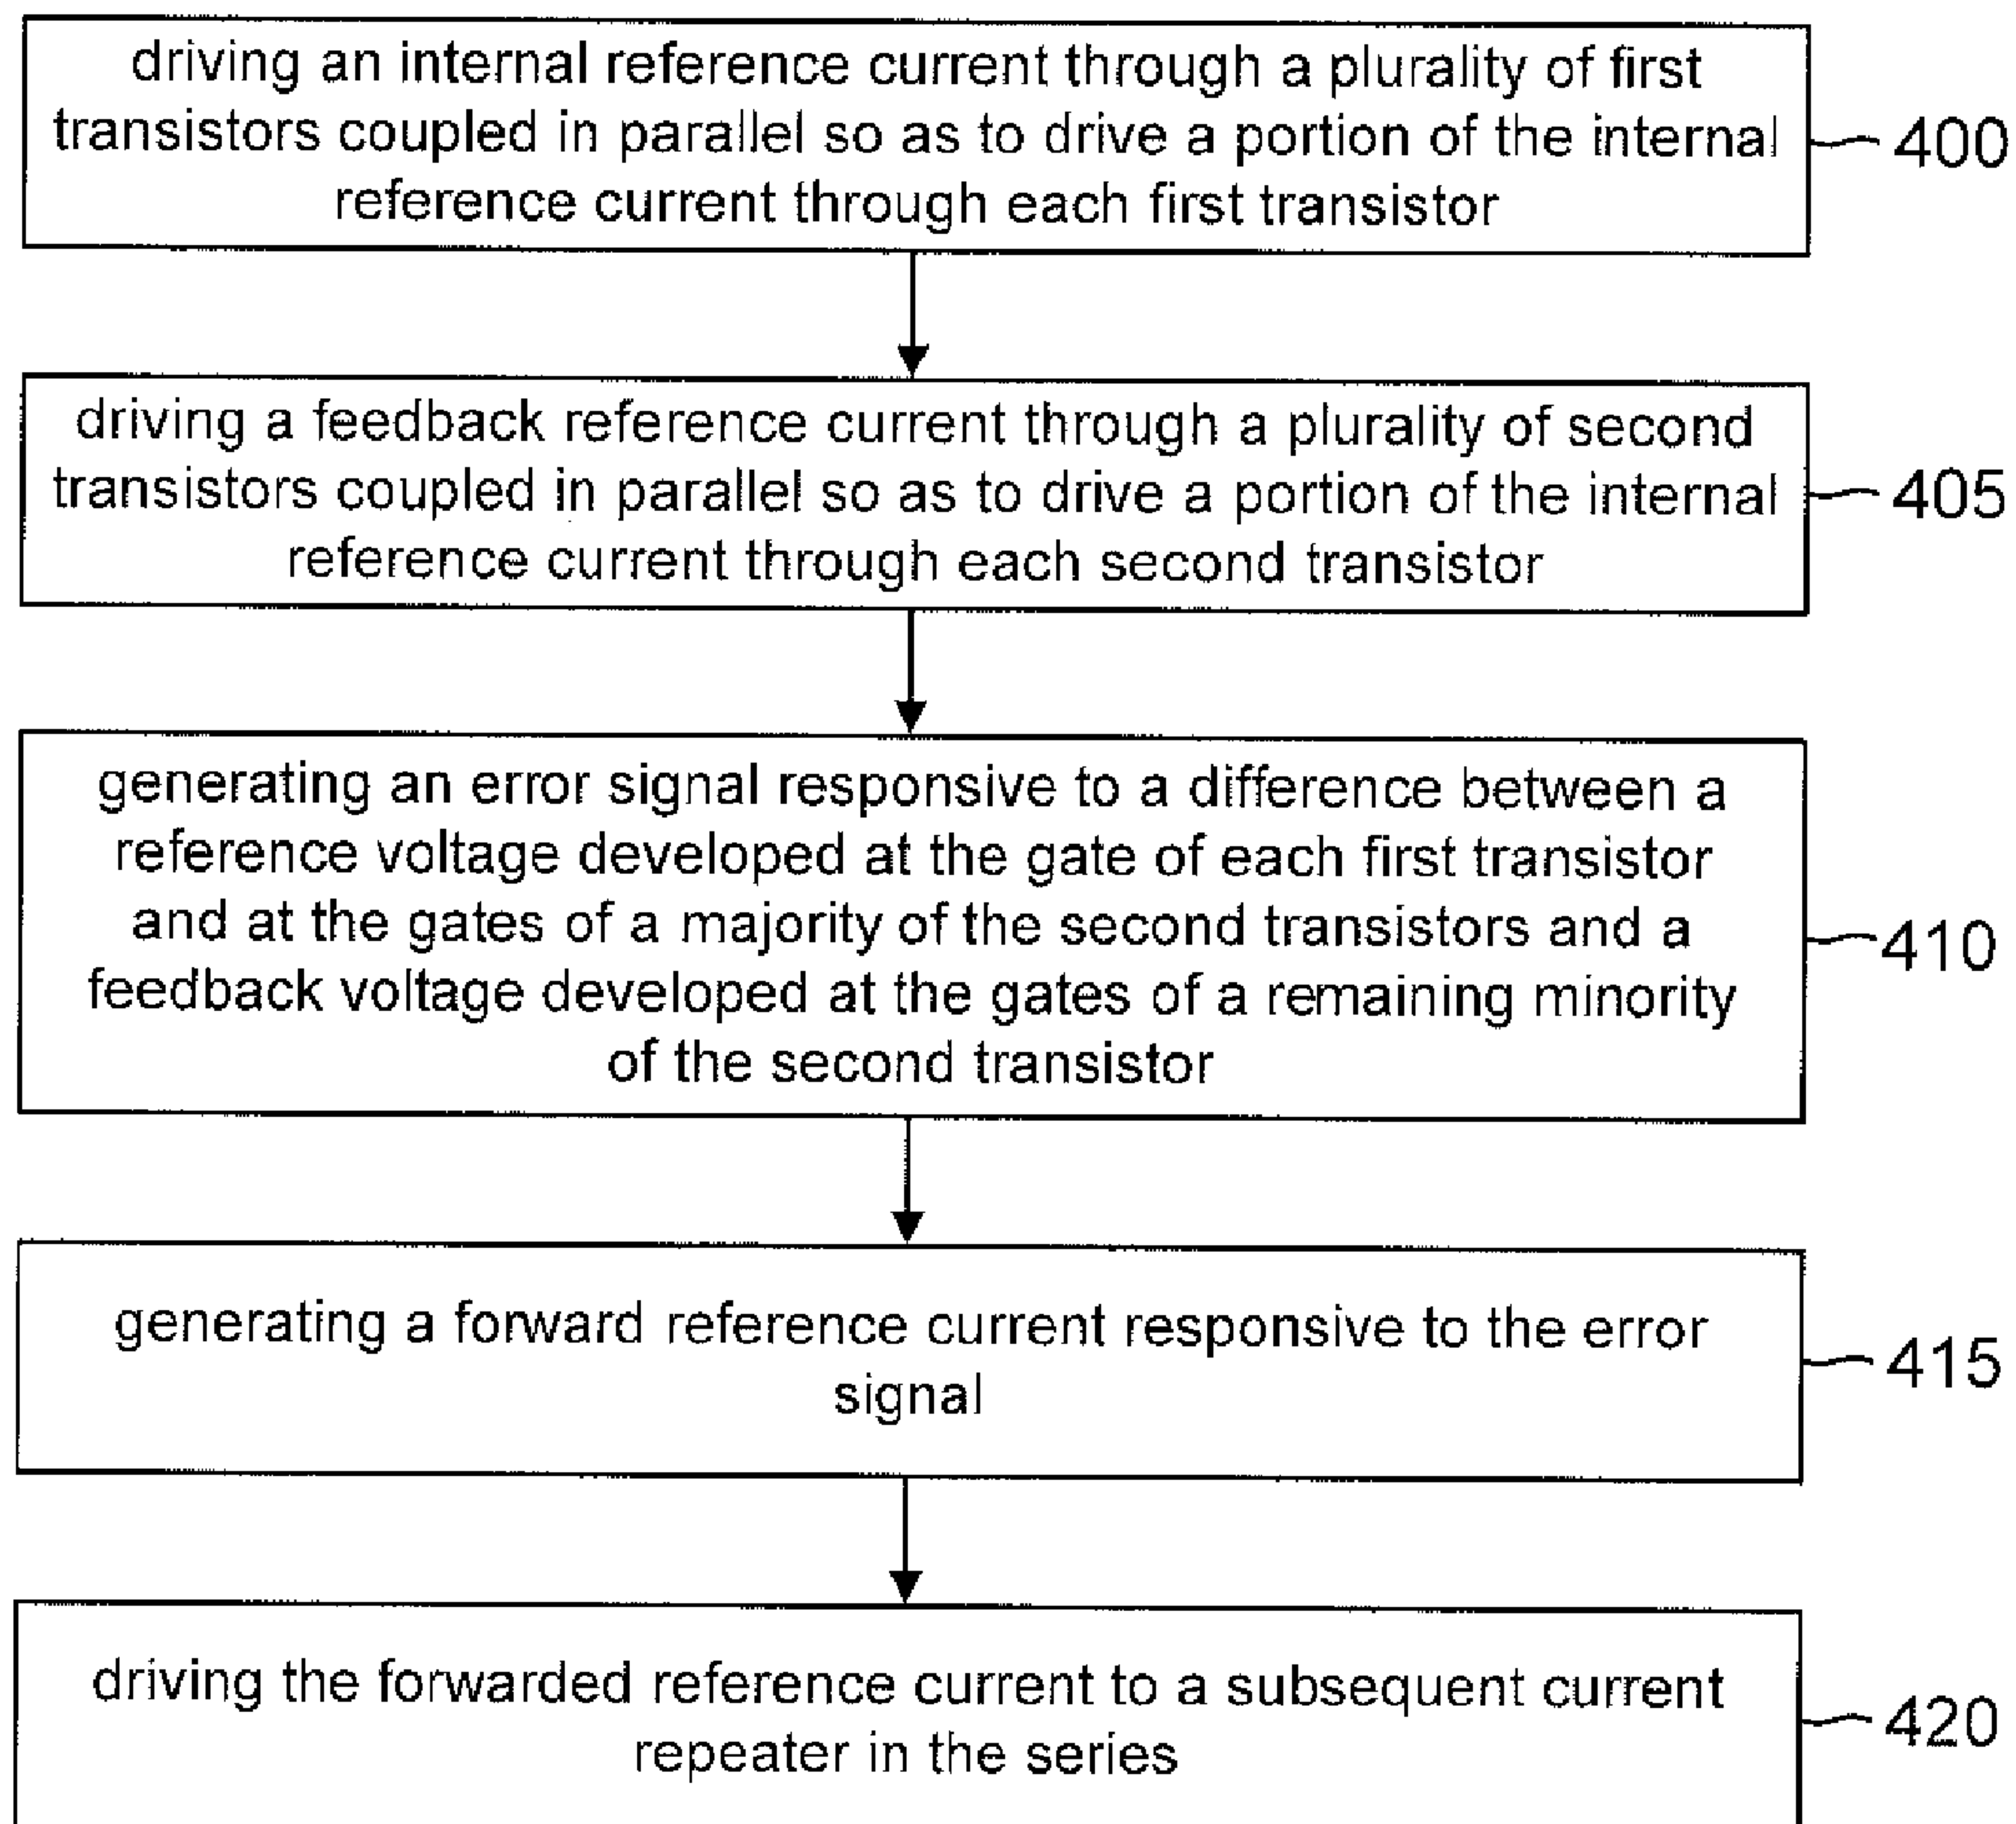 driving an internal reference current through a plurality of first
transistors coupled in parallel so as to drive a portion of the internal
reference current through each first transistor
400
driving a feedback reference current through a plurality of second
transistors coupled in parallel so as to drive a portion of the internal
reference current through each second transistor
405
generating an error signal responsive to a difference between a
reference voltage developed at the gate of each first transistor
and at the gates of a majority of the second transistors and a
feedback voltage developed at the gates of a remaining minority
of the second transistor
410
generating a forward reference current responsive to the error
signal
415
driving the forwarded reference current to a subsequent current
repeater in the series
420